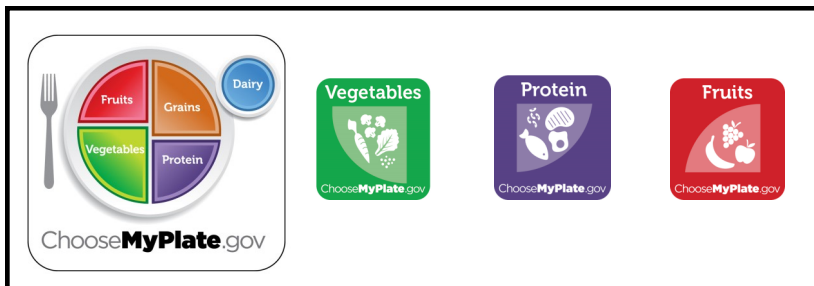 Fruits
Grains
Dairy
Vegetables
Protein
ChooseMyPlate.gov
Vegetables
ChooseMyPlate.gov
Protein
ChooseMyPlate.gov
Fruits
ChooseMyPlate.gov